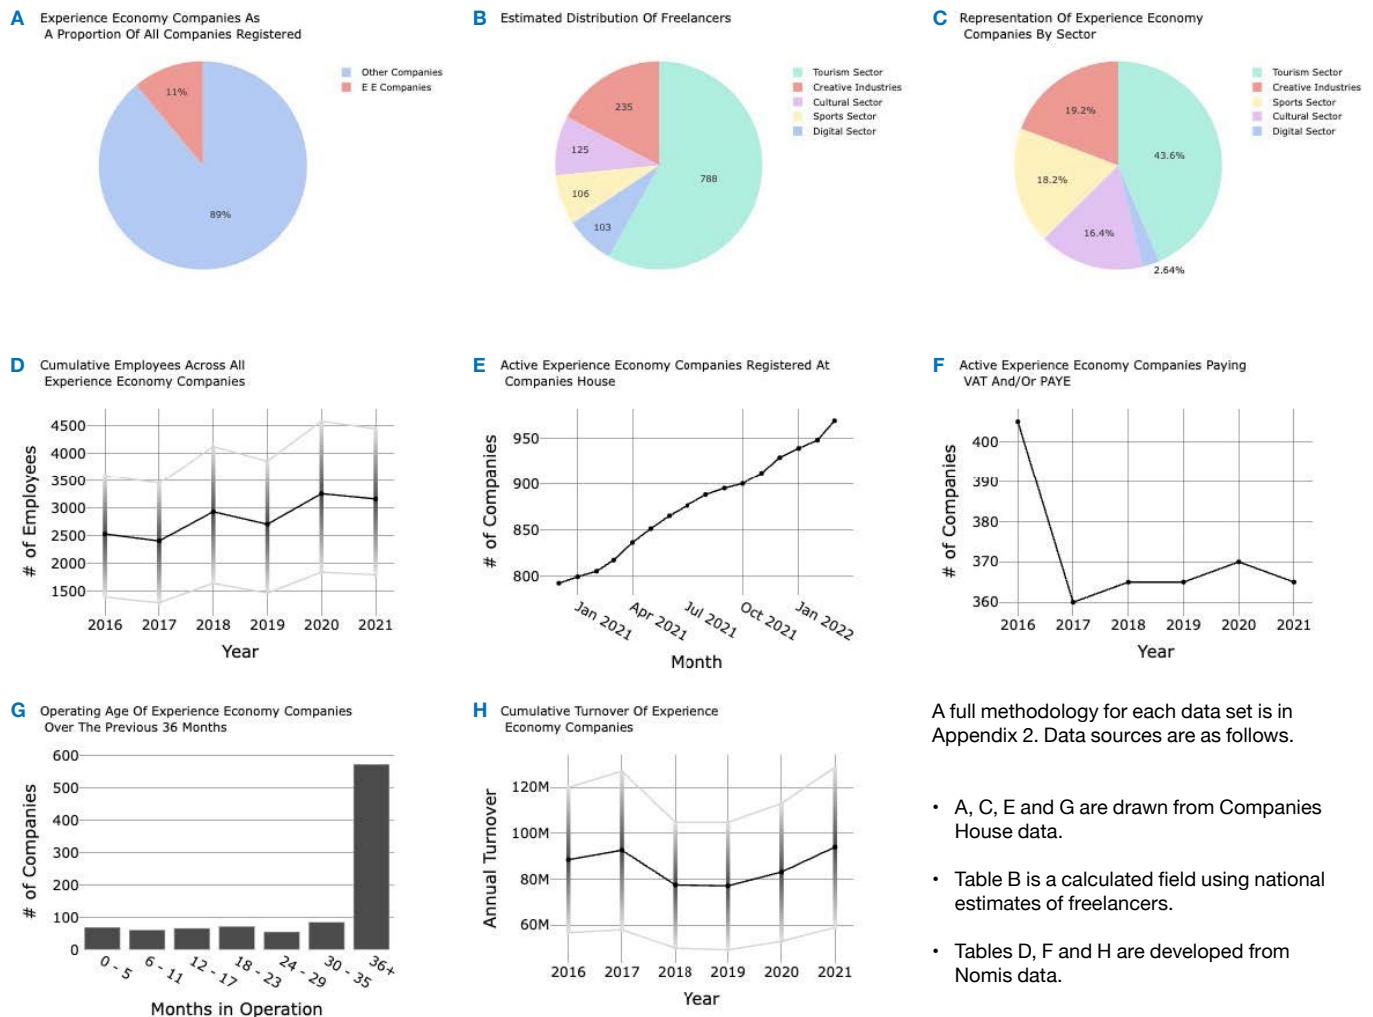 A Experience Economy Companies As
A Proportion Of All Companies Registered
Other Companies
E E Companies
11%
89%
B Estimated Distribution Of Freelancers
Tourism Sector
Creative Industries
Cultural Sector
Sports Sector
Digital Sector
235
125
106
103
788
C Representation Of Experience Economy
Companies By Sector
Tourism Sector
Creative Industries
Sports Sector
Cultural Sector
Digital Sector
19.2%
43.6%
18.2%
16.4%
2.64%
D Cumulative Employees Across All
Experience Economy Companies
# of Employees
4500
4000
3500
3000
2500
2000
1500
2016 2017 2018 2019 2020 2021
Year
E Active Experience Economy Companies Registered At
Companies House
# of Companies
950
900
850
800
Jan 2021 Apr 2021 Jul 2021 Oct 2021 Jan 2022
Month
F Active Experience Economy Companies Paying
VAT And/Or PAYE
# of Companies
400
390
380
370
360
2016 2017 2018 2019 2020 2021
Year
G Operating Age Of Experience Economy Companies
Over The Previous 36 Months
# of Companies
600
500
400
300
200
100
0
0 - 5 6 - 11 12 - 17 18 - 23 24 - 29 30 - 35 36+
Months in Operation
H Cumulative Turnover Of Experience
Economy Companies
Annual Turnover
120M
100M
80M
60M
2016 2017 2018 2019 2020 2021
Year
A full methodology for each data set is in
Appendix 2. Data sources are as follows.
• A, C, E and G are drawn from Companies
House data.
• Table B is a calculated field using national
estimates of freelancers.
• Tables D, F and H are developed from
Nomis data.